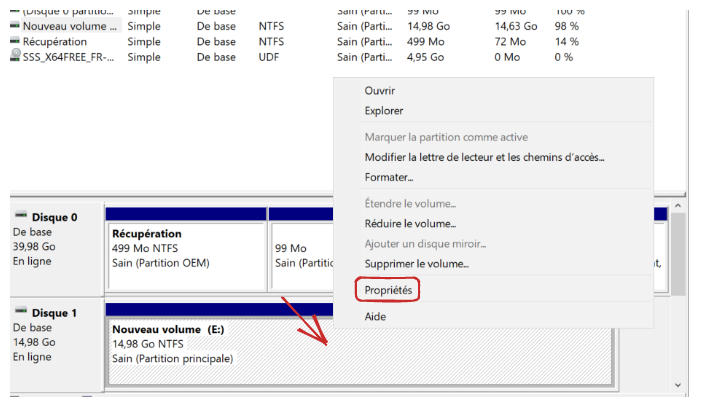 (Disque 0 partitio... Simple De base Sain (Parti... 99 Mo 99 Mo 100 %
Nouveau volume ... Simple De base NTFS Sain (Parti... 14,98 Go 14,63 Go 98 %
Récupération Simple De base NTFS Sain (Parti... 499 Mo 72 Mo 14 %
SSS_X64FREE_FR-... Simple De base UDF Sain (Parti... 4,95 Go 0 Mo 0 %
Ouvrir
Explorer
Marquer la partition comme active
Modifier la lettre de lecteur et les chemins d'accès...
Formater...
Étendre le volume...
Réduire le volume...
Ajouter un disque miroir...
Supprimer le volume...
Propriétés
Aide
Disque 0
De base
39,98 Go
En ligne
Récupération
499 Mo NTFS
Sain (Partition OEM)
99 Mo
Sain (Partitic
it,
Disque 1
De base
14,98 Go
En ligne
Nouveau volume (E:)
14,98 Go NTFS
Sain (Partition principale)